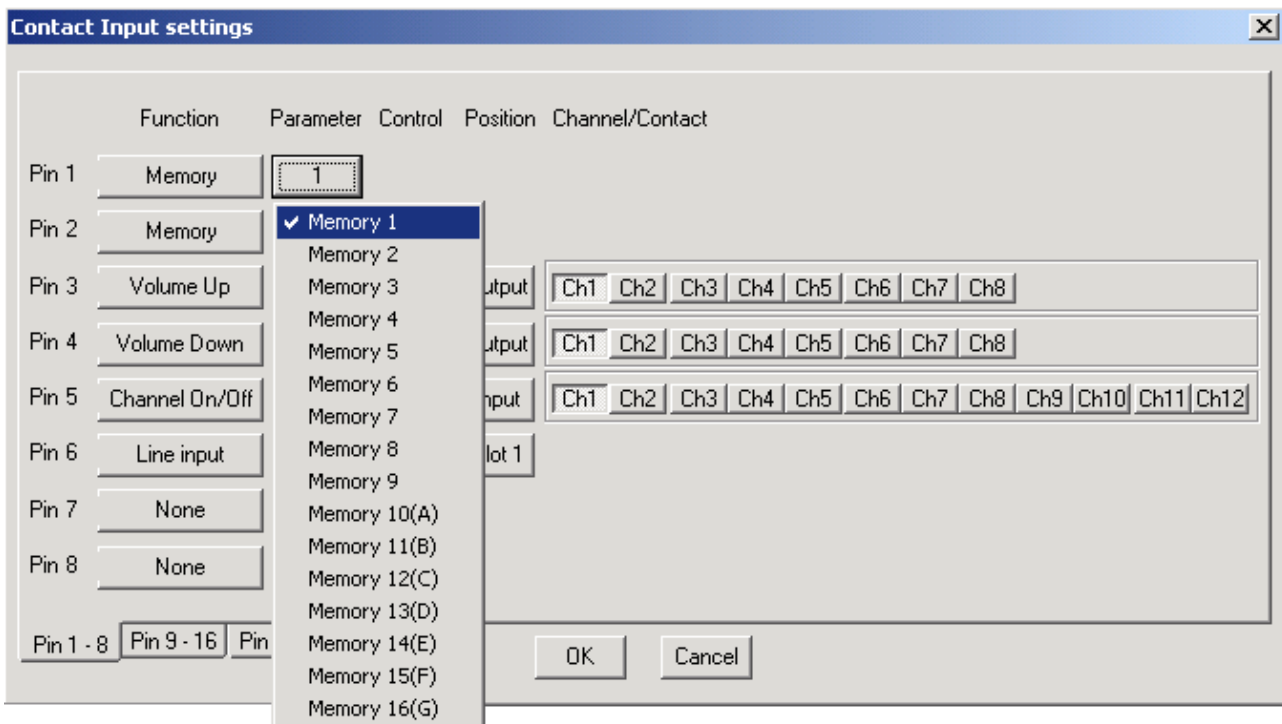 Contact Input settings
Function Parameter Control Position Channel/Contact
Pin 1 Memory 1
Pin 2 Memory
Pin 3 Volume Up Ch1 Ch2 Ch3 Ch4 Ch5 Ch6 Ch7 Ch8
Pin 4 Volume Down Ch1 Ch2 Ch3 Ch4 Ch5 Ch6 Ch7 Ch8
Pin 5 Channel On/Off Ch1 Ch2 Ch3 Ch4 Ch5 Ch6 Ch7 Ch8 Ch9 Ch10 Ch11 Ch12
Pin 6 Line input lot 1
Pin 7 None
Pin 8 None
Memory 1
Memory 2
Memory 3
Memory 4
Memory 5
Memory 6
Memory 7
Memory 8
Memory 9
Memory 10(A)
Memory 11(B)
Memory 12(C)
Memory 13(D)
Memory 14(E)
Memory 15(F)
Memory 16(G)
Pin 1 - 8 Pin 9 - 16 Pin
OK Cancel